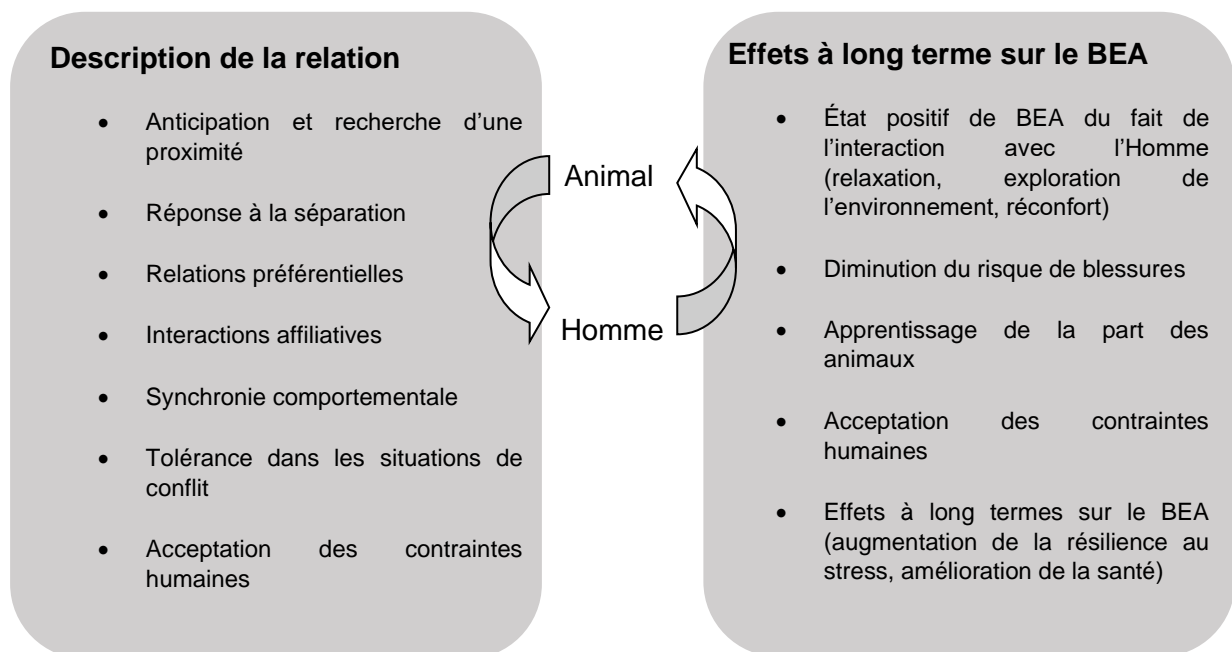 Description de la relation
• Anticipation et recherche d'une
proximité
• Réponse à la séparation
• Relations préférentielles
• Interactions affiliatives
• Synchronie comportementale
• Tolérance dans les situations de
conflit
• Acceptation des contraintes
humaines
Animal
Homme
Effets à long terme sur le BEA
• État positif de BEA du fait de
l'interaction avec l'Homme
(relaxation, exploration de
l'environnement, réconfort)
• Diminution du risque de blessures
• Apprentissage de la part des
animaux
• Acceptation des contraintes
humaines
• Effets à long termes sur le BEA
(augmentation de la résilience au
stress, amélioration de la santé)